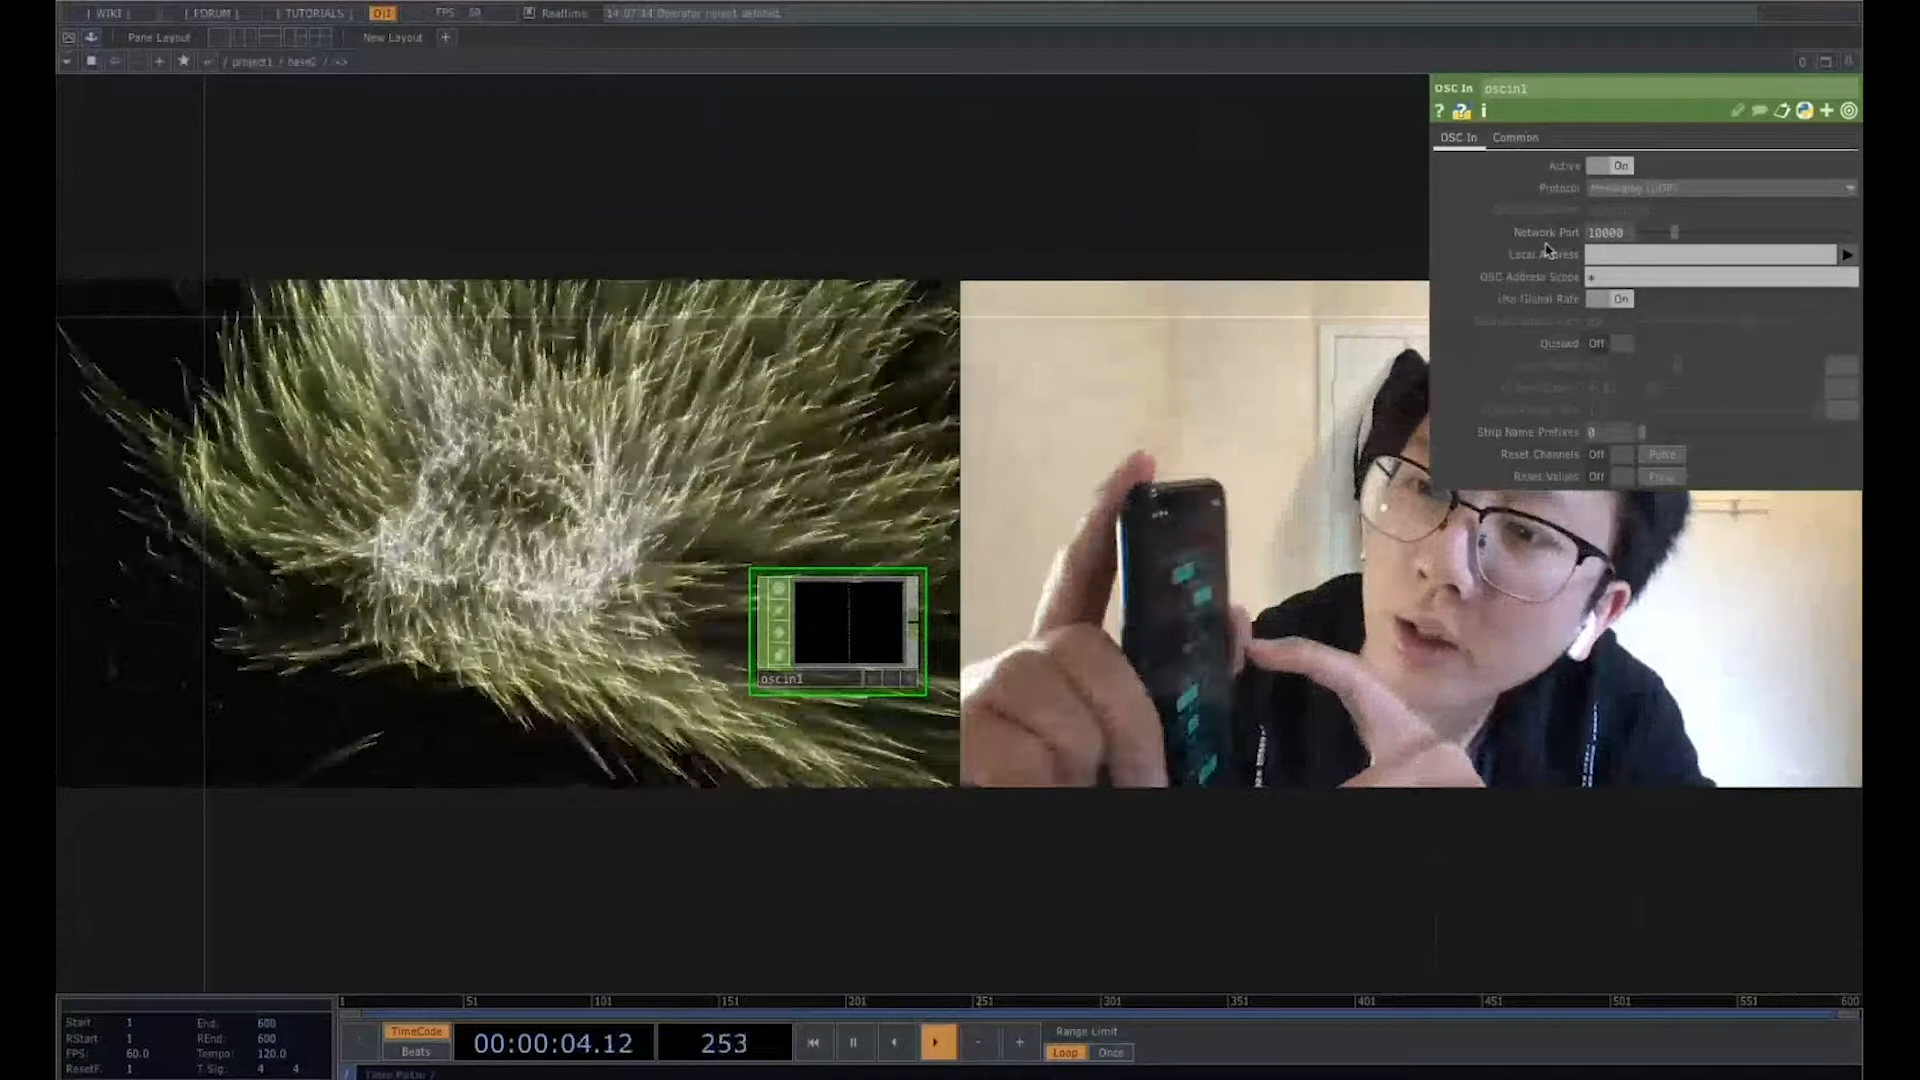 | WIKI |
| FORUM |
| TUTORIALS |
O|I
FPS 60
Realtime
Pane Layout
New Layout +
/ project1 / base2 /
0
OSC In oscin1
? ? i
OSC In Common
Active On
Protocol
Network Port 10000
Local Address
OSC Address Scope *
Use Global Rate On
Queued Off
Strip Name Prefixes 0
Reset Channels Off Pulse
Reset Values Off Pulse
oscin1
1 51 101 151 201 251 301 351 401 451 501 551 600
Start 1 End 600
RStart 1 REnd 600
FPS 60.0 Tempo 120.0
ResetF 1 T Sig 4 4
TimeCode
Beats
00:00:04.12
253
Range Limit
Loop Once